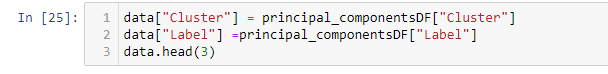 In [25]:
1 data["Cluster"] = principal_componentsDF["Cluster"]
2 data["Label"] =principal_componentsDF["Label"]
3 data.head(3)